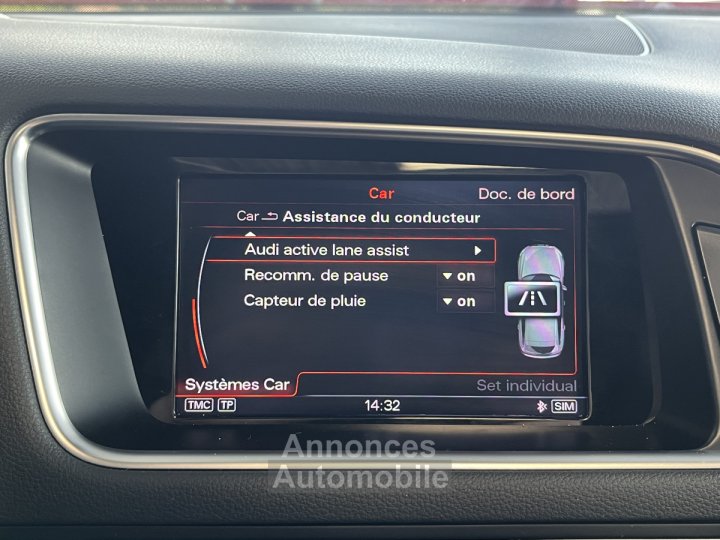 Car
Doc. de bord
Car Assistance du conducteur
Audi active lane assist
Recomm. de pause on
Capteur de pluie on
Systèmes Car
Set individual
TMC TP 14:32 SIM
Annonces
Automobile